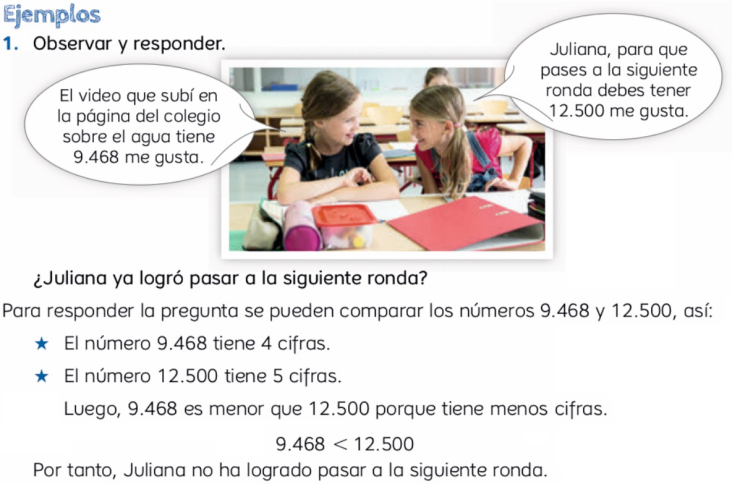 Ejemplos
1. Observar y responder.
El video que subí en
la página del colegio
sobre el agua tiene
9.468 me gusta.
Juliana, para que
pases a la siguiente
ronda debes tener
12.500 me gusta.
¿Juliana ya logró pasar a la siguiente ronda?
Para responder la pregunta se pueden comparar los números 9.468 y 12.500, así:
★ El número 9.468 tiene 4 cifras.
★ El número 12.500 tiene 5 cifras.
Luego, 9.468 es menor que 12.500 porque tiene menos cifras.
9.468 < 12.500
Por tanto, Juliana no ha logrado pasar a la siguiente ronda.